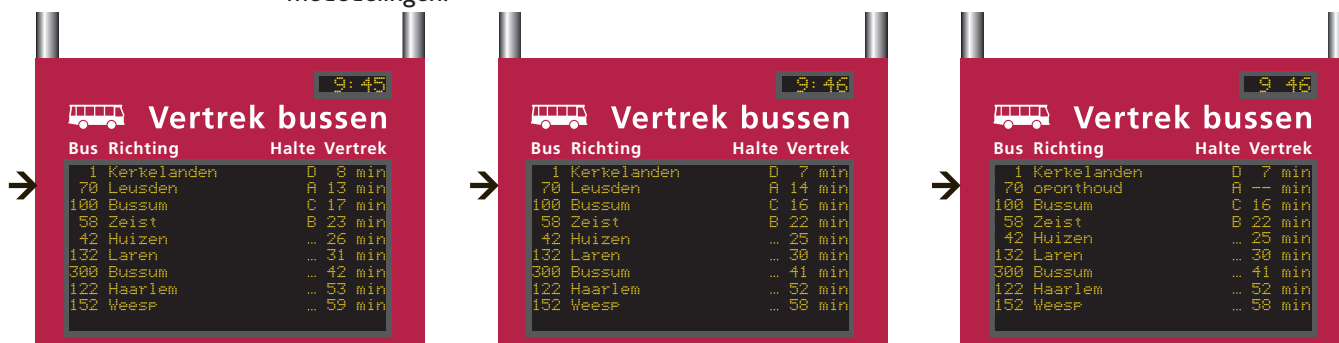 9:45
Vertrek bussen
Bus Richting Halte Vertrek
1 Kerkelanden D 8 min
70 Leusden A 13 min
100 Bussum C 17 min
58 Zeist B 23 min
42 Huizen ... 26 min
132 Laren ... 31 min
300 Bussum ... 42 min
122 Haarlem ... 53 min
152 Weesp ... 59 min
9:46
Vertrek bussen
Bus Richting Halte Vertrek
1 Kerkelanden D 7 min
70 Leusden A 14 min
100 Bussum C 16 min
58 Zeist B 22 min
42 Huizen ... 25 min
132 Laren ... 30 min
300 Bussum ... 41 min
122 Haarlem ... 52 min
152 Weesp ... 58 min
9 46
Vertrek bussen
Bus Richting Halte Vertrek
1 Kerkelanden D 7 min
70 oponthoud A -- min
100 Bussum C 16 min
58 Zeist B 22 min
42 Huizen ... 25 min
132 Laren ... 30 min
300 Bussum ... 41 min
122 Haarlem ... 52 min
152 Weesp ... 58 min